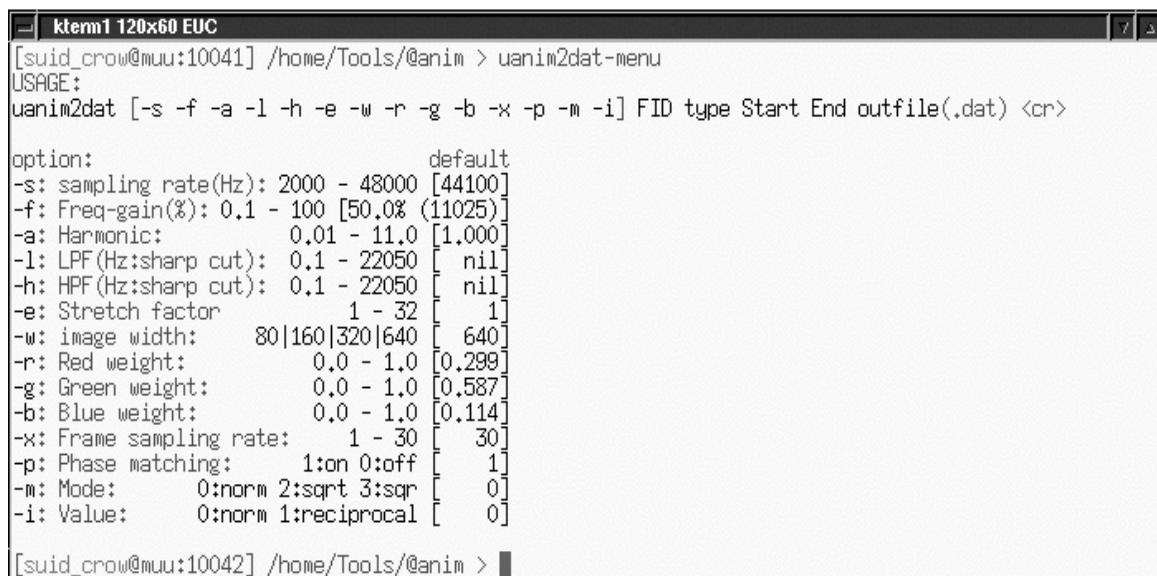 kterm1 120x60 EUC
[suid_crow@muu:10041] /home/Tools/@anim > uanim2dat-menu
USAGE:
uanim2dat [-s -f -a -l -h -e -w -r -g -b -x -p -m -i] FID type Start End outfile(.dat) <cr>
option:                              default
-s: sampling rate(Hz): 2000 - 48000 [44100]
-f: Freq-gain(%): 0.1 - 100 [50.0% (11025)]
-a: Harmonic:           0.01 - 11.0 [1.000]
-l: LPF(Hz:sharp cut):  0.1 - 22050 [  nil]
-h: HPF(Hz:sharp cut):  0.1 - 22050 [  nil]
-e: Stretch factor           1 - 32 [    1]
-w: image width:     80|160|320|640 [  640]
-r: Red weight:           0.0 - 1.0 [0.299]
-g: Green weight:         0.0 - 1.0 [0.587]
-b: Blue weight:          0.0 - 1.0 [0.114]
-x: Frame sampling rate:     1 - 30 [   30]
-p: Phase matching:      1:on 0:off [    1]
-m: Mode:       0:norm 2:sqrt 3:sqr [    0]
-i: Value:      0:norm 1:reciprocal [    0]
[suid_crow@muu:10042] /home/Tools/@anim >